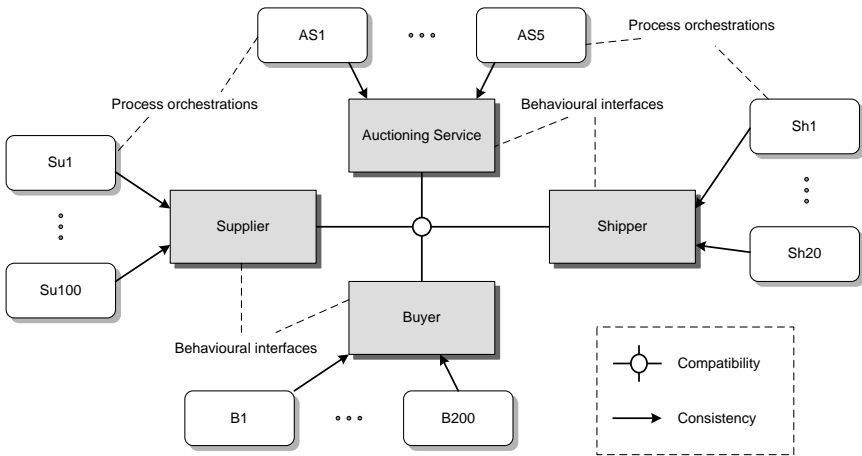 AS1
AS5
Process orchestrations
Process orchestrations
Behavioural interfaces
Auctioning Service
Sh1
Su1
Supplier
Shipper
Sh20
Su100
Buyer
Behavioural interfaces
Compatibility
B1
B200
Consistency